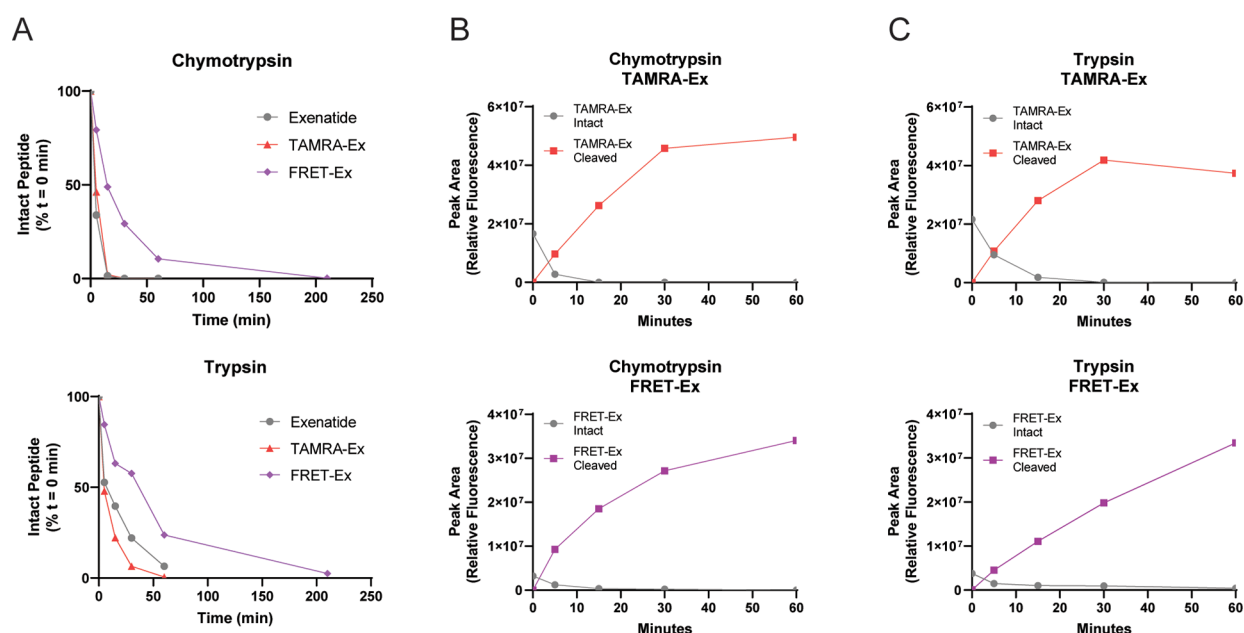 A
Chymotrypsin
100
50
0
Intact Peptide
(% t = 0 min)
Exenatide
TAMRA-Ex
FRET-Ex
0 50 100 150 200 250
Time (min)
Trypsin
100
50
0
Intact Peptide
(% t = 0 min)
Exenatide
TAMRA-Ex
FRET-Ex
0 50 100 150 200 250
Time (min)
B
Chymotrypsin
TAMRA-Ex
6×10⁷
4×10⁷
2×10⁷
0
Peak Area
(Relative Fluorescence)
TAMRA-Ex
Intact
TAMRA-Ex
Cleaved
0 10 20 30 40 50 60
Minutes
Chymotrypsin
FRET-Ex
4×10⁷
3×10⁷
2×10⁷
1×10⁷
0
Peak Area
(Relative Fluorescence)
FRET-Ex
Intact
FRET-Ex
Cleaved
0 10 20 30 40 50 60
Minutes
C
Trypsin
TAMRA-Ex
6×10⁷
4×10⁷
2×10⁷
0
Peak Area
(Relative Fluorescence)
TAMRA-Ex
Intact
TAMRA-Ex
Cleaved
0 10 20 30 40 50 60
Minutes
Trypsin
FRET-Ex
4×10⁷
3×10⁷
2×10⁷
1×10⁷
0
Peak Area
(Relative Fluorescence)
FRET-Ex
Intact
FRET-Ex
Cleaved
0 10 20 30 40 50 60
Minutes